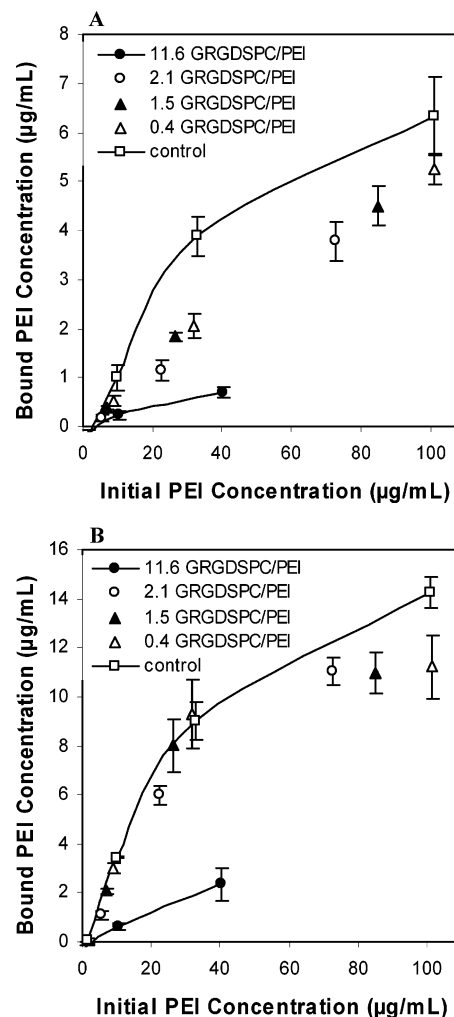 A
8
7
6
5
4
3
2
1
0
Bound PEI Concentration (µg/mL)
11.6 GRGDSPC/PEI
2.1 GRGDSPC/PEI
1.5 GRGDSPC/PEI
0.4 GRGDSPC/PEI
control
0 20 40 60 80 100
Initial PEI Concentration (µg/mL)
B
16
14
12
10
8
6
4
2
0
Bound PEI Concentration (µg/mL)
11.6 GRGDSPC/PEI
2.1 GRGDSPC/PEI
1.5 GRGDSPC/PEI
0.4 GRGDSPC/PEI
control
0 20 40 60 80 100
Initial PEI Concentration (µg/mL)